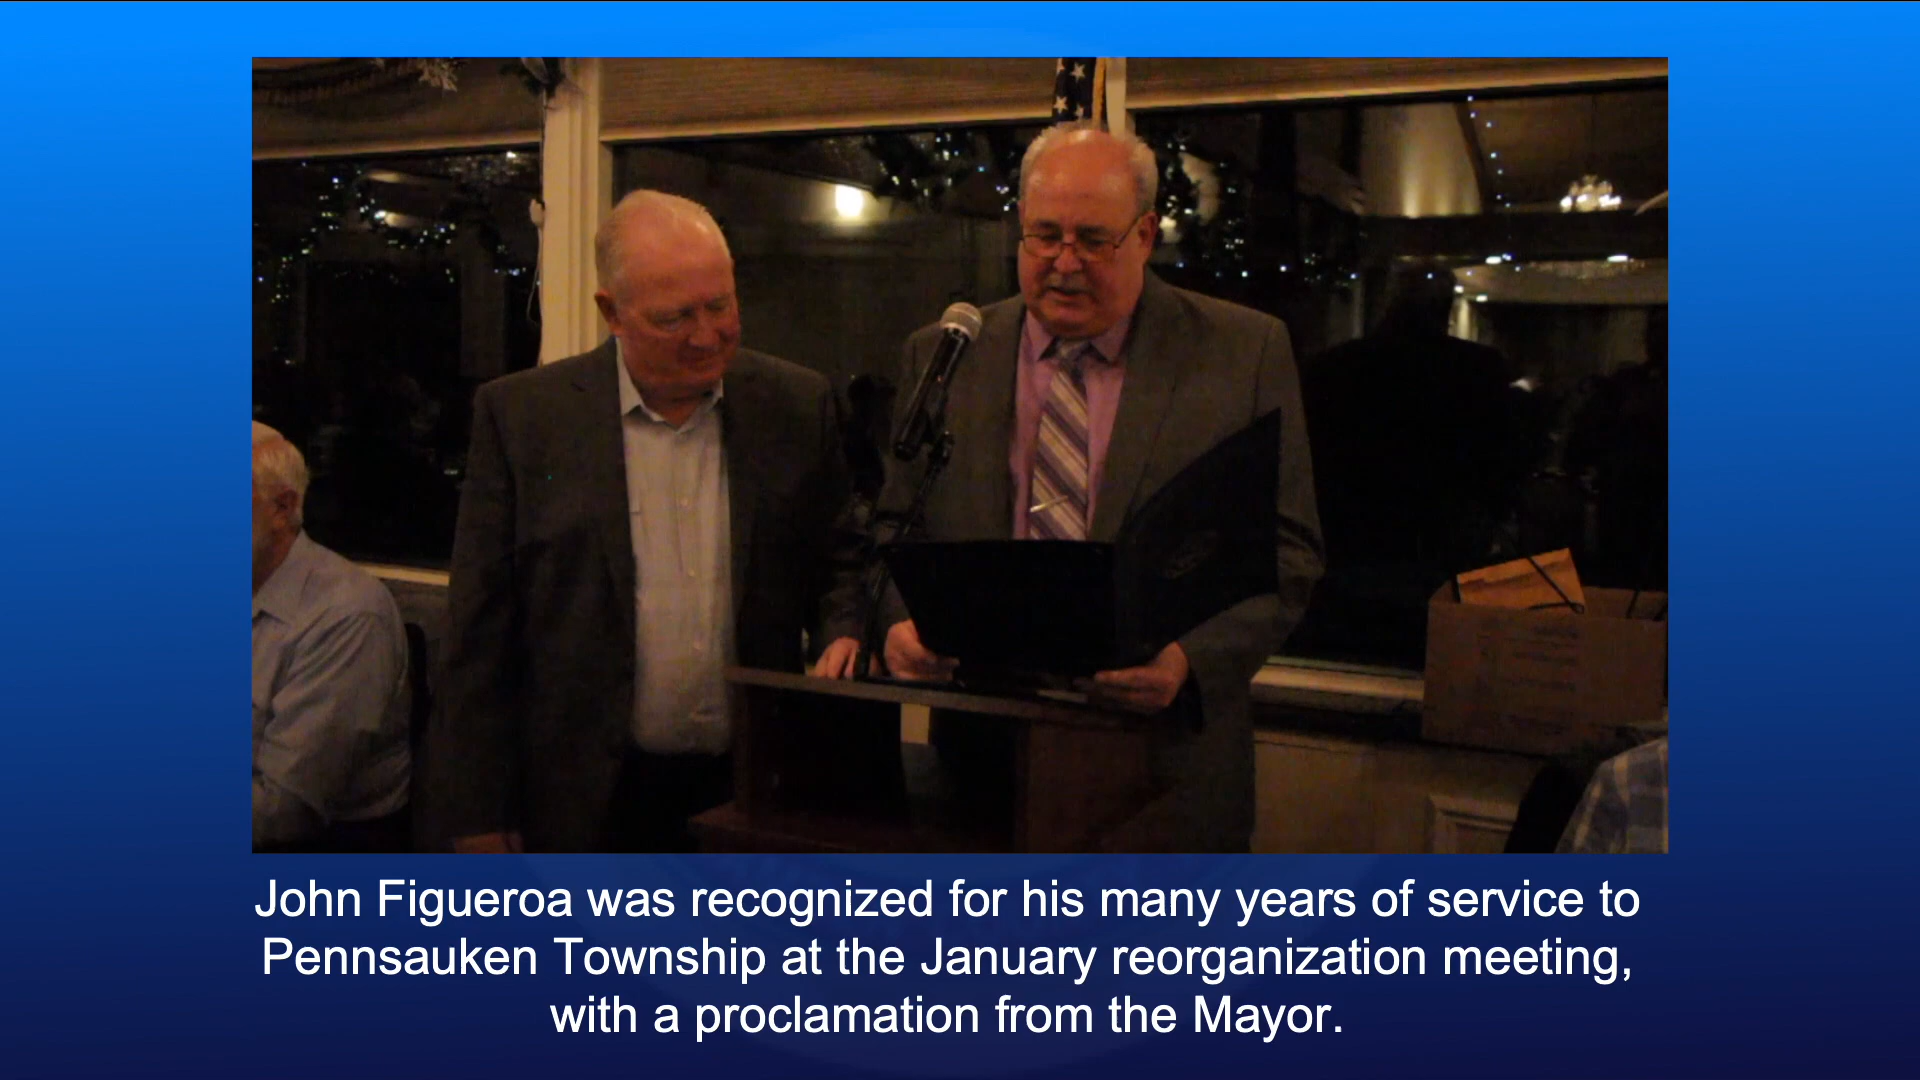 John Figueroa was recognized for his many years of service to
Pennsauken Township at the January reorganization meeting,
with a proclamation from the Mayor.